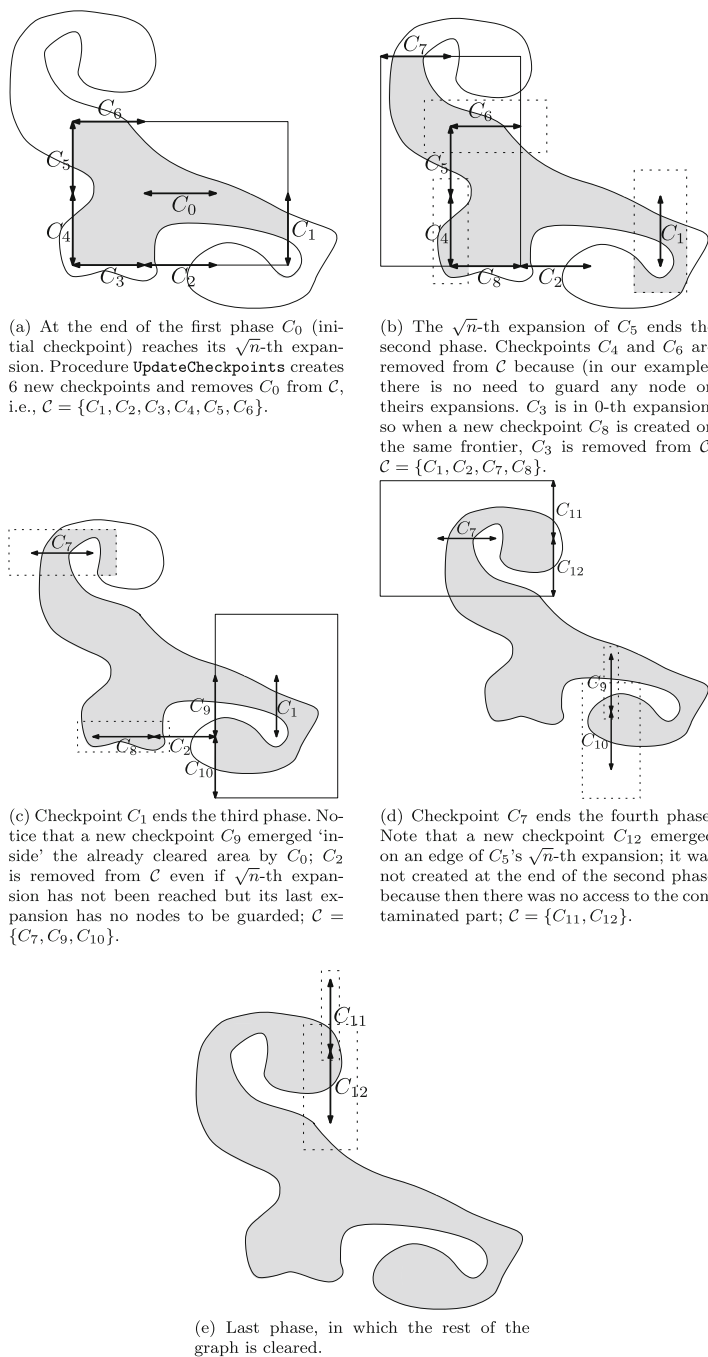 C7
C6
C5
C4
C3
C2
C0
C1
(a) At the end of the first phase C0 (ini-
tial checkpoint) reaches its √n-th expan-
sion. Procedure UpdateCheckpoints creates
6 new checkpoints and removes C0 from C,
i.e., C = {C1, C2, C3, C4, C5, C6}.
C6
C5
C4
C8
C2
C1
(b) The √n-th expansion of C5 ends th
second phase. Checkpoints C4 and C6 ar
removed from C because (in our example
there is no need to guard any node o
theirs expansions. C3 is in 0-th expansion
so when a new checkpoint C8 is created o
the same frontier, C3 is removed from C
C = {C1, C2, C7, C8}.
C7
C9
C1
C8
C2
C10
(c) Checkpoint C1 ends the third phase. No-
tice that a new checkpoint C9 emerged ‘in-
side’ the already cleared area by C0; C2
is removed from C even if √n-th expan-
sion has not been reached but its last ex-
pansion has no nodes to be guarded; C =
{C7, C9, C10}.
C11
C7
C12
C9
C10
(d) Checkpoint C7 ends the fourth phase
Note that a new checkpoint C12 emerged
on an edge of C5’s √n-th expansion; it wa
not created at the end of the second phas
because then there was no access to the con
taminated part; C = {C11, C12}.
C11
C12
(e) Last phase, in which the rest of the
graph is cleared.